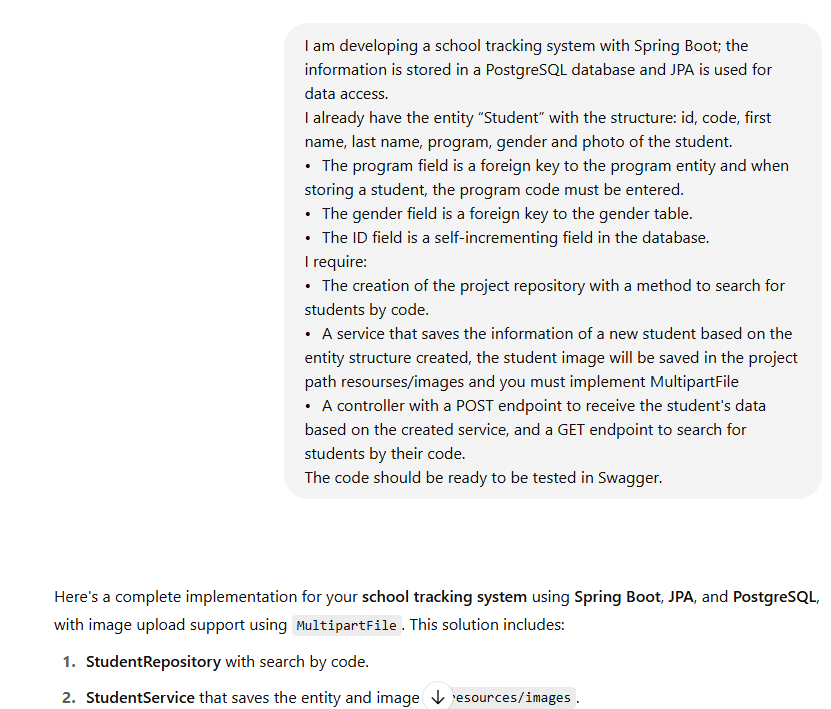 I am developing a school tracking system with Spring Boot; the
information is stored in a PostgreSQL database and JPA is used for
data access.
I already have the entity “Student” with the structure: id, code, first
name, last name, program, gender and photo of the student.
• The program field is a foreign key to the program entity and when
storing a student, the program code must be entered.
• The gender field is a foreign key to the gender table.
• The ID field is a self-incrementing field in the database.
I require:
• The creation of the project repository with a method to search for
students by code.
• A service that saves the information of a new student based on the
entity structure created, the student image will be saved in the project
path resourses/images and you must implement MultipartFile
• A controller with a POST endpoint to receive the student's data
based on the created service, and a GET endpoint to search for
students by their code.
The code should be ready to be tested in Swagger.
Here's a complete implementation for your school tracking system using Spring Boot, JPA, and PostgreSQL,
with image upload support using MultipartFile. This solution includes:
1. StudentRepository with search by code.
2. StudentService that saves the entity and image esources/images.